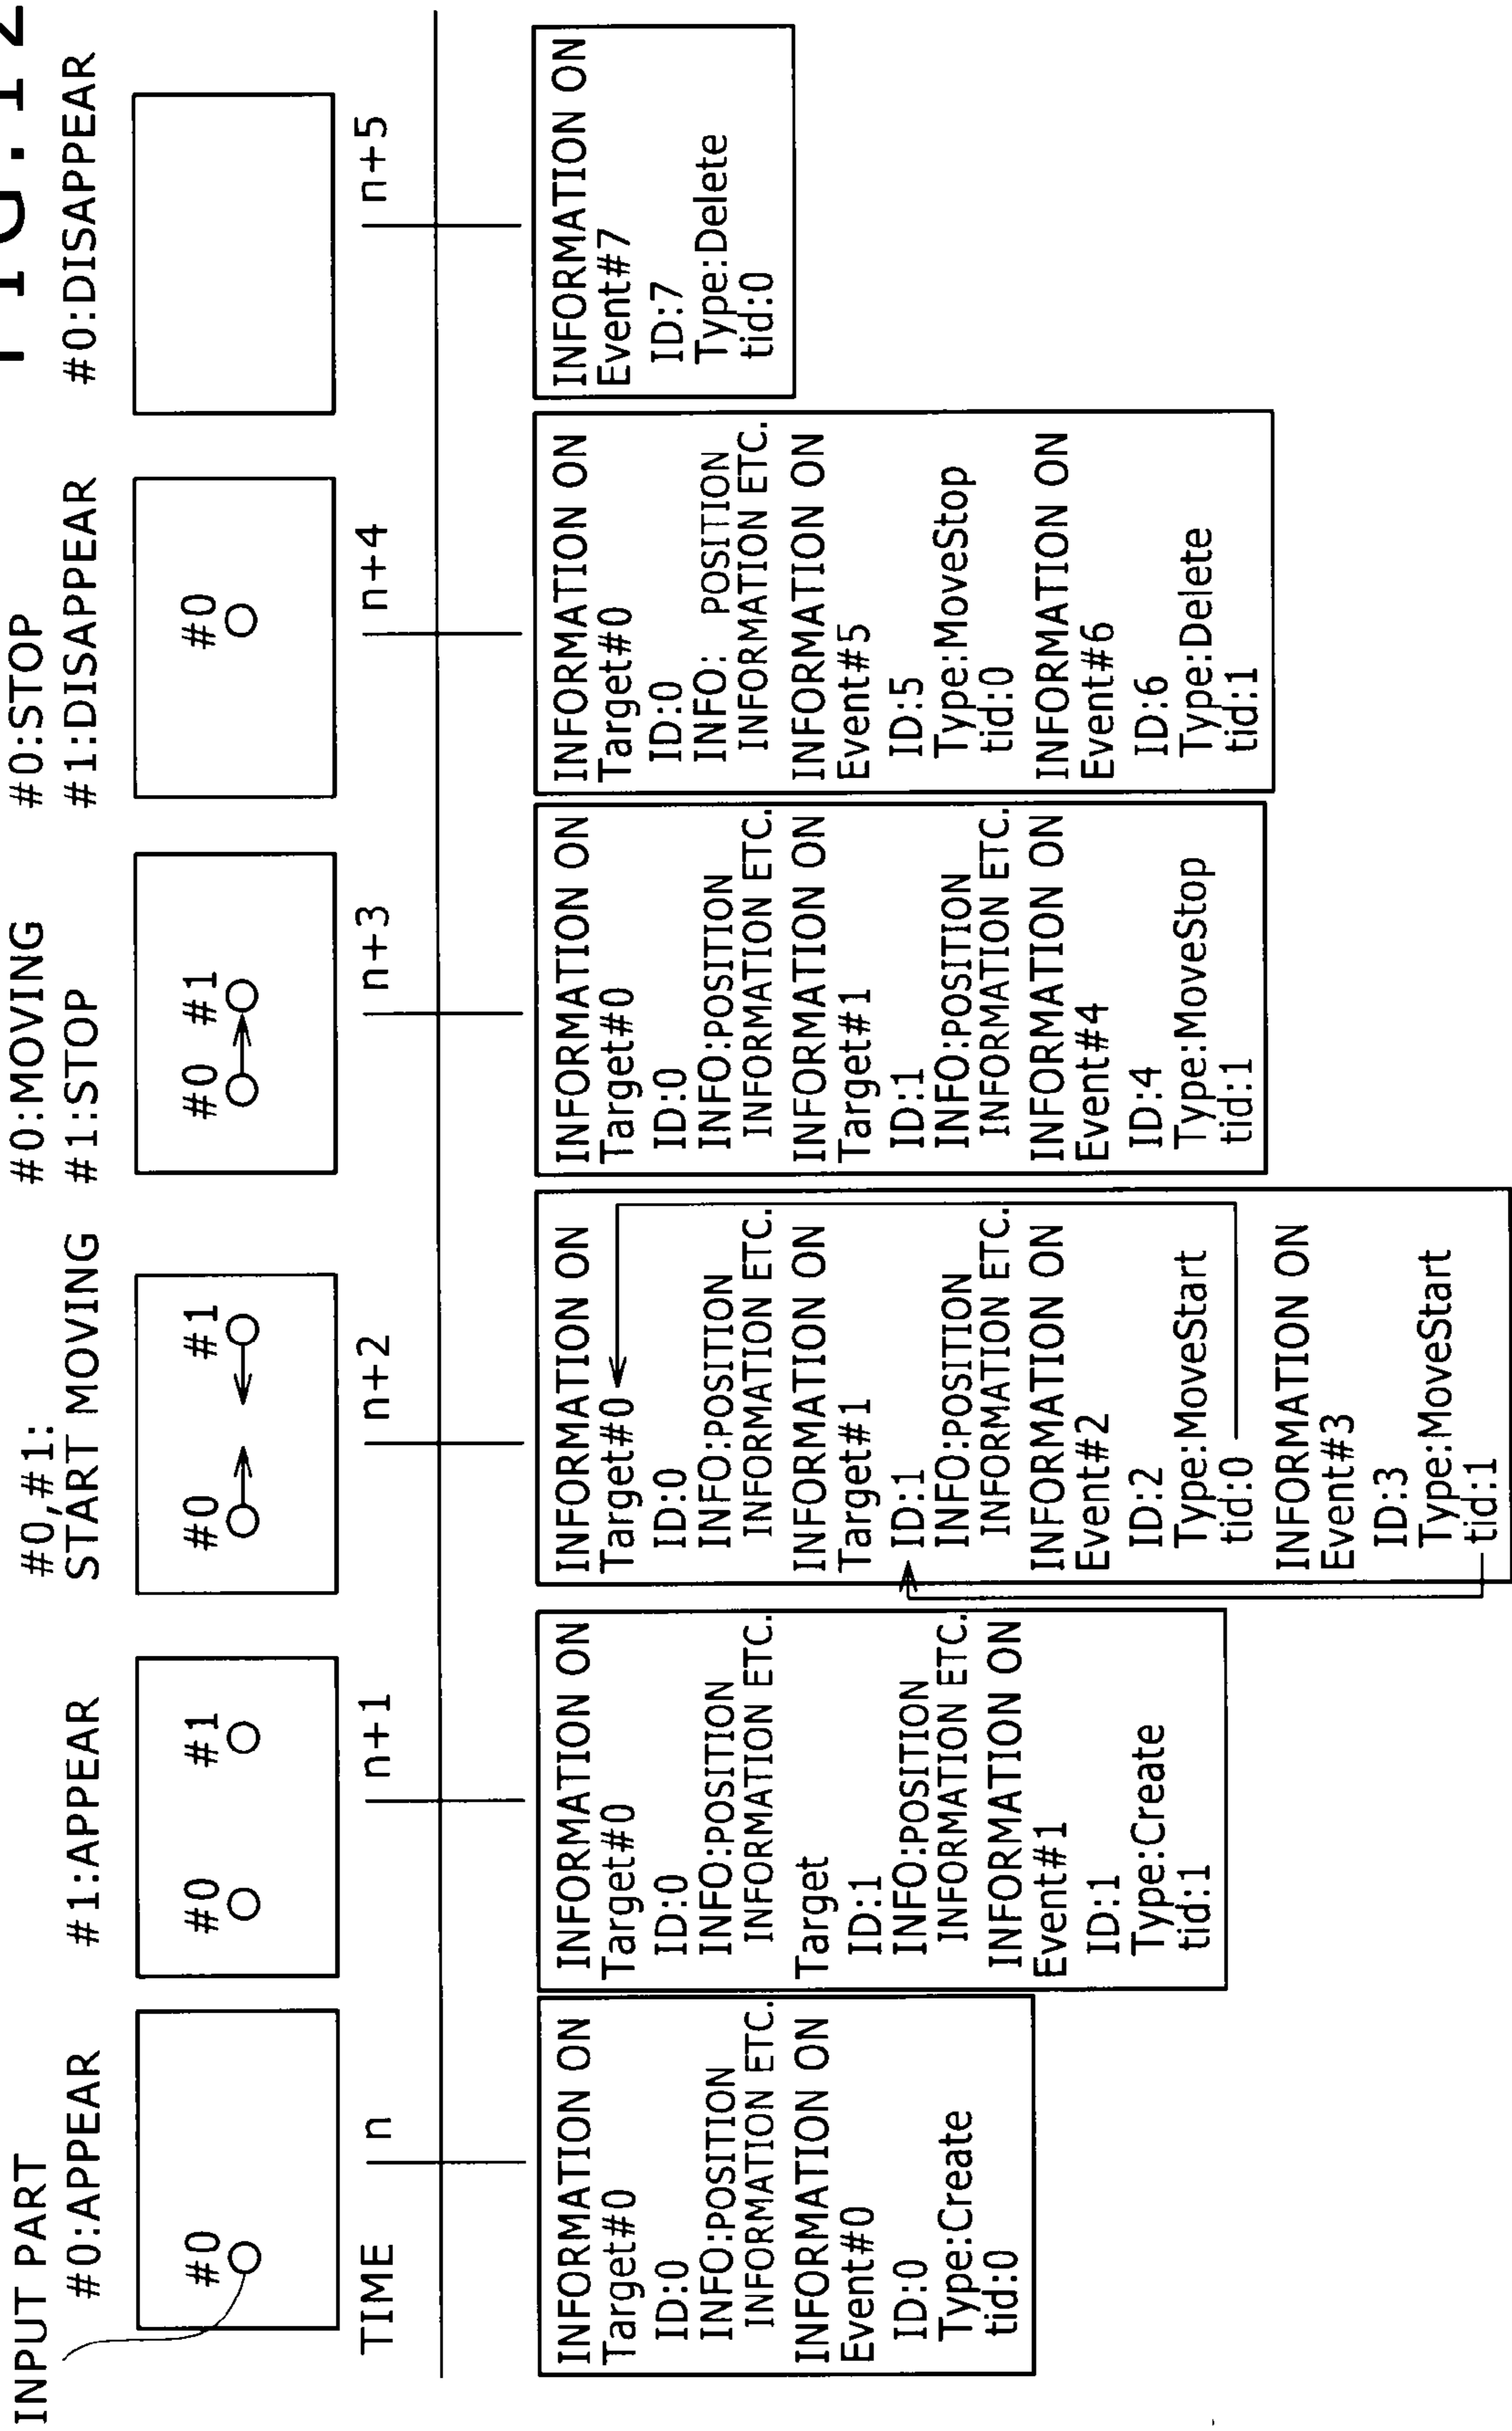 FIG.12
INPUT PART
#0:APPEAR
#1:APPEAR
#0,#1:
START MOVING
#0:MOVING
#1:STOP
#0:STOP
#1:DISAPPEAR
#0:DISAPPEAR
#0
#0 #1
#0 #1
#0 #1
#0
TIME n n+1 n+2 n+3 n+4 n+5
INFORMATION ON
Target#0
ID:0
INFO:POSITION
INFORMATION ETC.
INFORMATION ON
Event#0
ID:0
Type:Create
tid:0
INFORMATION ON
Target#0
ID:0
INFO:POSITION
INFORMATION ETC.
Target
ID:1
INFO:POSITION
INFORMATION ETC.
INFORMATION ON
Event#1
ID:1
Type:Create
tid:1
INFORMATION ON
Target#0
ID:0
INFO:POSITION
INFORMATION ETC.
INFORMATION ON
Target#1
ID:1
INFO:POSITION
INFORMATION ETC.
INFORMATION ON
Event#2
ID:2
Type:MoveStart
tid:0
INFORMATION ON
Event#3
ID:3
Type:MoveStart
tid:1
INFORMATION ON
Target#0
ID:0
INFO:POSITION
INFORMATION ETC.
INFORMATION ON
Target#1
ID:1
INFO:POSITION
INFORMATION ETC.
INFORMATION ON
Event#4
ID:4
Type:MoveStop
tid:1
INFORMATION ON
Target#0
ID:0
INFO: POSITION
INFORMATION ETC.
INFORMATION ON
Event#5
ID:5
Type:MoveStop
tid:0
INFORMATION ON
Event#6
ID:6
Type:Delete
tid:1
INFORMATION ON
Event#7
ID:7
Type:Delete
tid:0